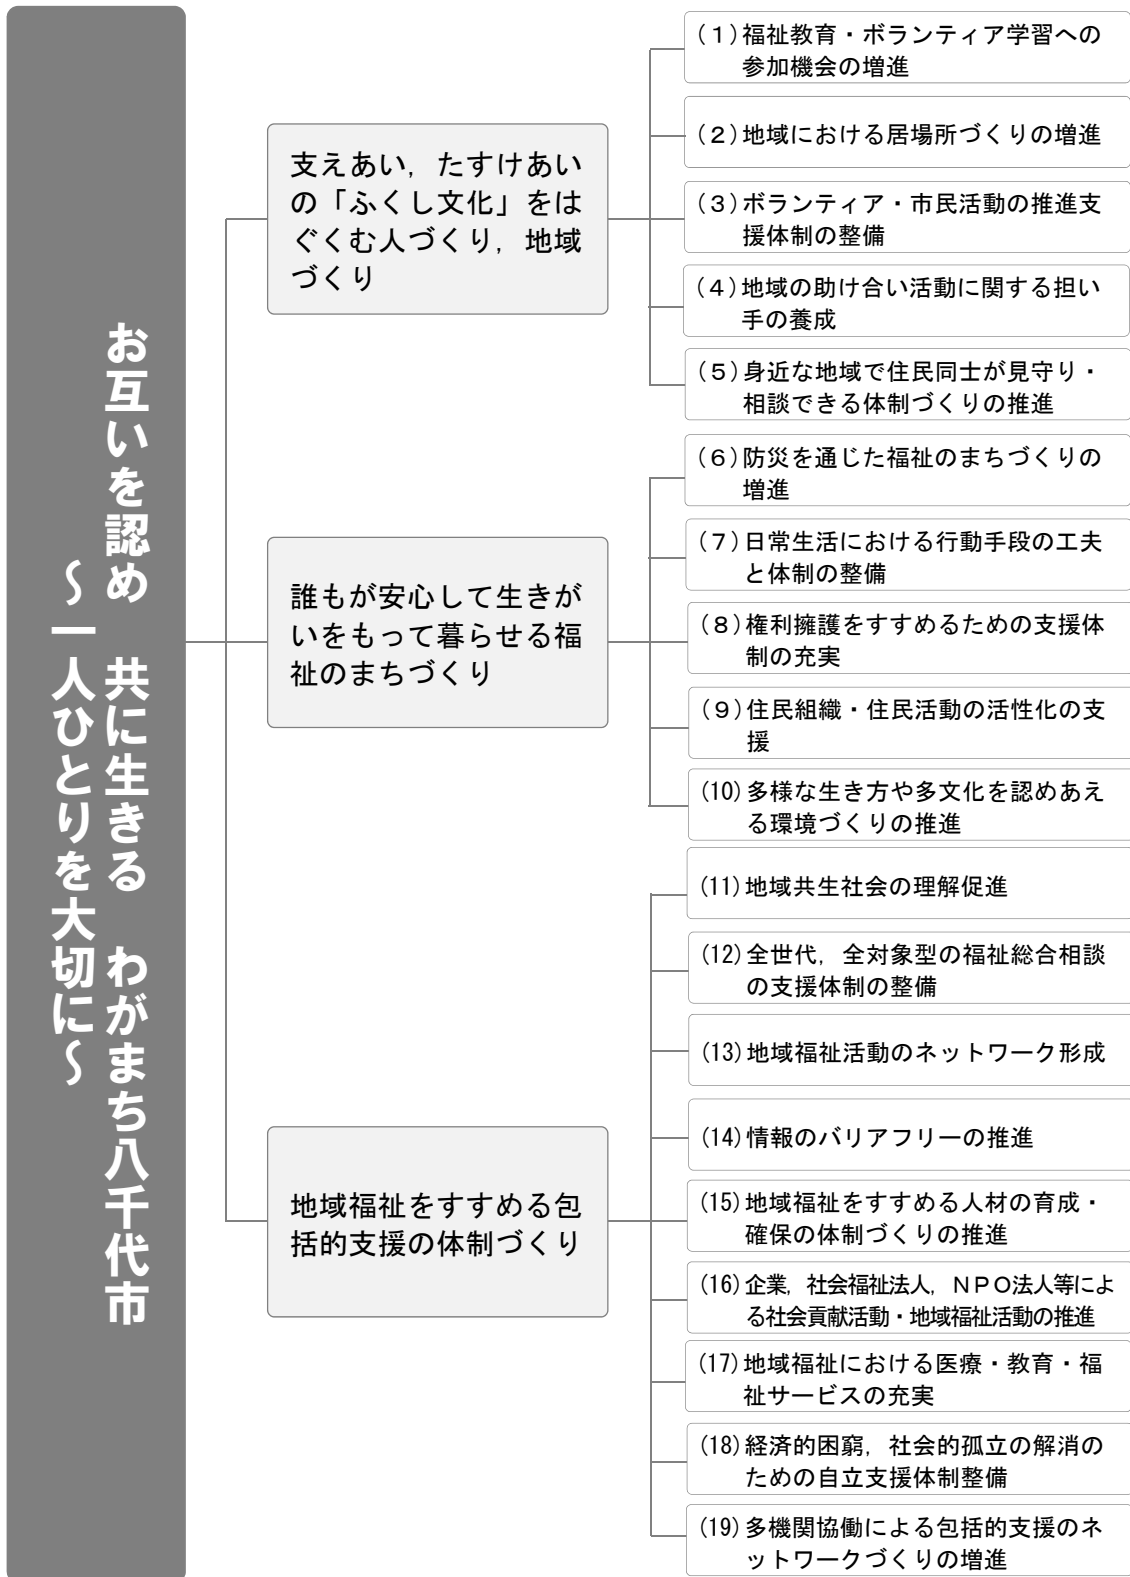 お互いを認め　共に生きる　わがまち八千代市
～一人ひとりを大切に～
支えあい，たすけあい
の「ふくし文化」をは
ぐくむ人づくり，地域
づくり
(１)福祉教育・ボランティア学習への
参加機会の増進
(２)地域における居場所づくりの増進
(３)ボランティア・市民活動の推進支
援体制の整備
(４)地域の助け合い活動に関する担い
手の養成
(５)身近な地域で住民同士が見守り・
相談できる体制づくりの推進
誰もが安心して生きが
いをもって暮らせる福
祉のまちづくり
(６)防災を通じた福祉のまちづくりの
増進
(７)日常生活における行動手段の工夫
と体制の整備
(８)権利擁護をすすめるための支援体
制の充実
(９)住民組織・住民活動の活性化の支
援
(10)多様な生き方や多文化を認めあえ
る環境づくりの推進
地域福祉をすすめる包
括的支援の体制づくり
(11)地域共生社会の理解促進
(12)全世代，全対象型の福祉総合相談
の支援体制の整備
(13)地域福祉活動のネットワーク形成
(14)情報のバリアフリーの推進
(15)地域福祉をすすめる人材の育成・
確保の体制づくりの推進
(16)企業，社会福祉法人，ＮＰＯ法人等によ
る社会貢献活動・地域福祉活動の推進
(17)地域福祉における医療・教育・福
祉サービスの充実
(18)経済的困窮，社会的孤立の解消の
ための自立支援体制整備
(19)多機関協働による包括的支援のネ
ットワークづくりの増進